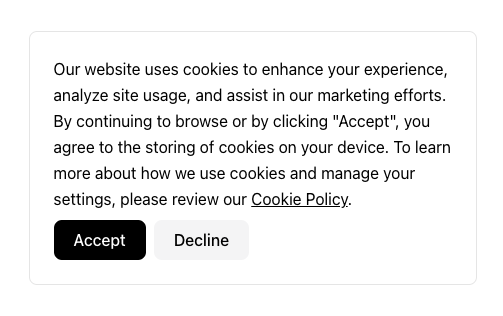 Our website uses cookies to enhance your experience,
analyze site usage, and assist in our marketing efforts.
By continuing to browse or by clicking "Accept", you
agree to the storing of cookies on your device. To learn
more about how we use cookies and manage your
settings, please review our Cookie Policy.
Accept Decline